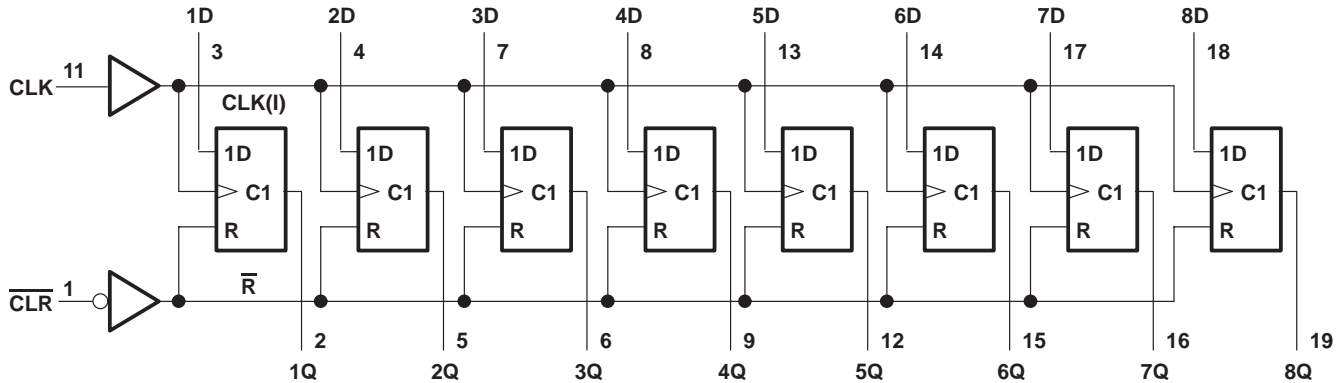 1D 2D 3D 4D 5D 6D 7D 8D
3 4 7 8 13 14 17 18
CLK 11
CLK(I)
1D 1D 1D 1D 1D 1D 1D 1D
C1 C1 C1 C1 C1 C1 C1 C1
R R R R R R R R
C̅L̅R̅ 1 R̅
2 5 6 9 12 15 16 19
1Q 2Q 3Q 4Q 5Q 6Q 7Q 8Q